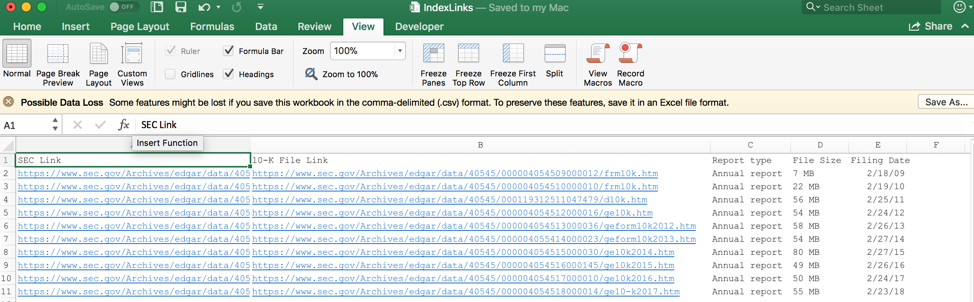 AutoSave OFF IndexLinks — Saved to my Mac Search Sheet
Home Insert Page Layout Formulas Data Review View Developer Share
Normal Page Break Preview Page Layout Custom Views
Ruler Formula Bar
Gridlines Headings
Zoom 100%
Zoom to 100%
Freeze Panes Freeze Top Row Freeze First Column Split View Macros Record Macro
Possible Data Loss Some features might be lost if you save this workbook in the comma-delimited (.csv) format. To preserve these features, save it in an Excel file format. Save As...
A1 fx SEC Link
Insert Function
B C D E F
1 SEC Link 10-K File Link Report type File Size Filing Date
2 https://www.sec.gov/Archives/edgar/data/405 https://www.sec.gov/Archives/edgar/data/40545/000004054509000012/frm10k.htm Annual report 7 MB 2/18/09
3 https://www.sec.gov/Archives/edgar/data/405 https://www.sec.gov/Archives/edgar/data/40545/000004054510000010/frm10k.htm Annual report 22 MB 2/19/10
4 https://www.sec.gov/Archives/edgar/data/405 https://www.sec.gov/Archives/edgar/data/40545/000119312511047479/d10k.htm Annual report 56 MB 2/25/11
5 https://www.sec.gov/Archives/edgar/data/405 https://www.sec.gov/Archives/edgar/data/40545/000004054512000016/ge10k.htm Annual report 54 MB 2/24/12
6 https://www.sec.gov/Archives/edgar/data/405 https://www.sec.gov/Archives/edgar/data/40545/000004054513000036/geform10k2012.htm Annual report 58 MB 2/26/13
7 https://www.sec.gov/Archives/edgar/data/405 https://www.sec.gov/Archives/edgar/data/40545/000004055414000023/geform10k2013.htm Annual report 54 MB 2/27/14
8 https://www.sec.gov/Archives/edgar/data/405 https://www.sec.gov/Archives/edgar/data/40545/000004054515000036/ge10k2014.htm Annual report 80 MB 2/27/15
9 https://www.sec.gov/Archives/edgar/data/405 https://www.sec.gov/Archives/edgar/data/40545/000004054516000145/ge10k2015.htm Annual report 49 MB 2/26/16
10 https://www.sec.gov/Archives/edgar/data/405 https://www.sec.gov/Archives/edgar/data/40545/000004054517000010/ge10k2016.htm Annual report 50 MB 2/24/17
11 https://www.sec.gov/Archives/edgar/data/405 https://www.sec.gov/Archives/edgar/data/40545/000004054518000014/ge10-k2017.htm Annual report 55 MB 2/23/18